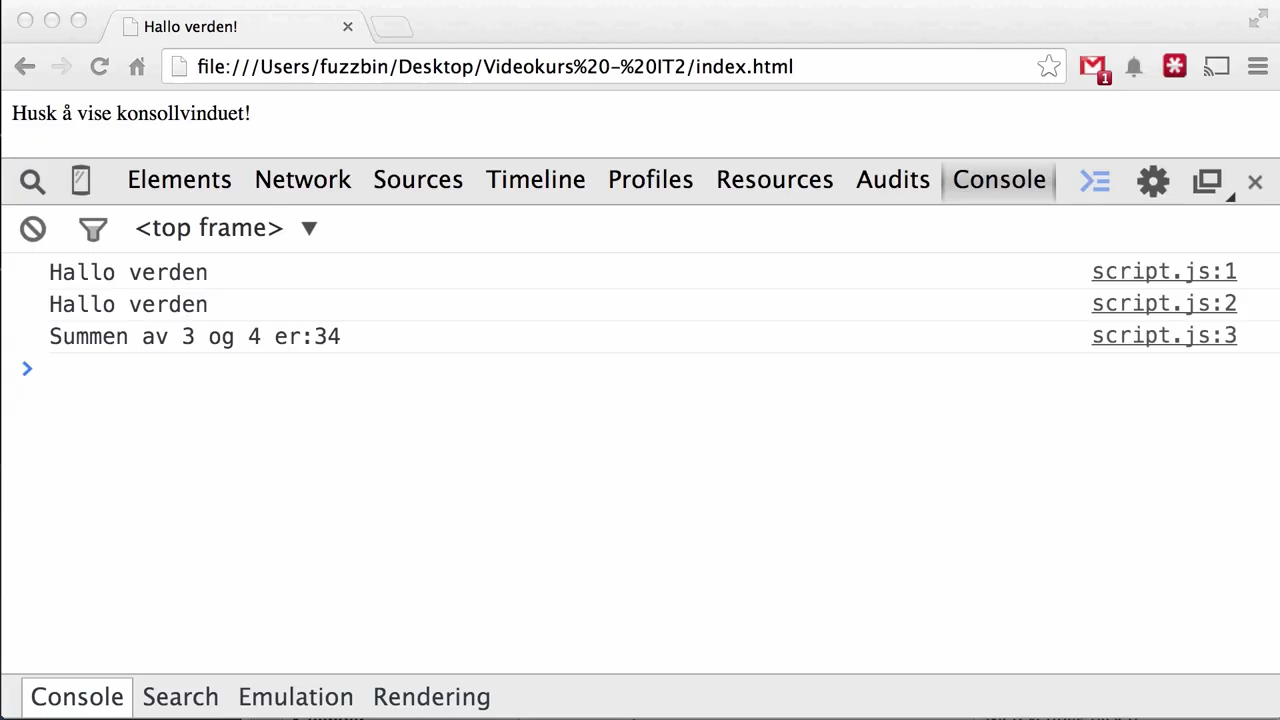 Hallo verden!
file:///Users/fuzzbin/Desktop/Videokurs%20-%20IT2/index.html
1
Husk å vise konsollvinduet!
Elements Network Sources Timeline Profiles Resources Audits Console
<top frame> ▼
Hallo verden script.js:1
Hallo verden script.js:2
Summen av 3 og 4 er:34 script.js:3
Console Search Emulation Rendering